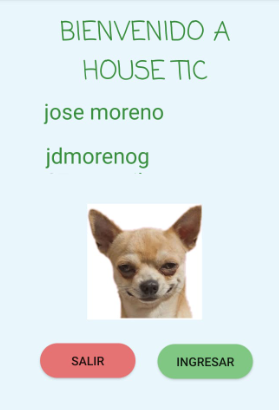 BIENVENIDO A
HOUSE TIC
jose moreno
jdmorenog
SALIR
INGRESAR